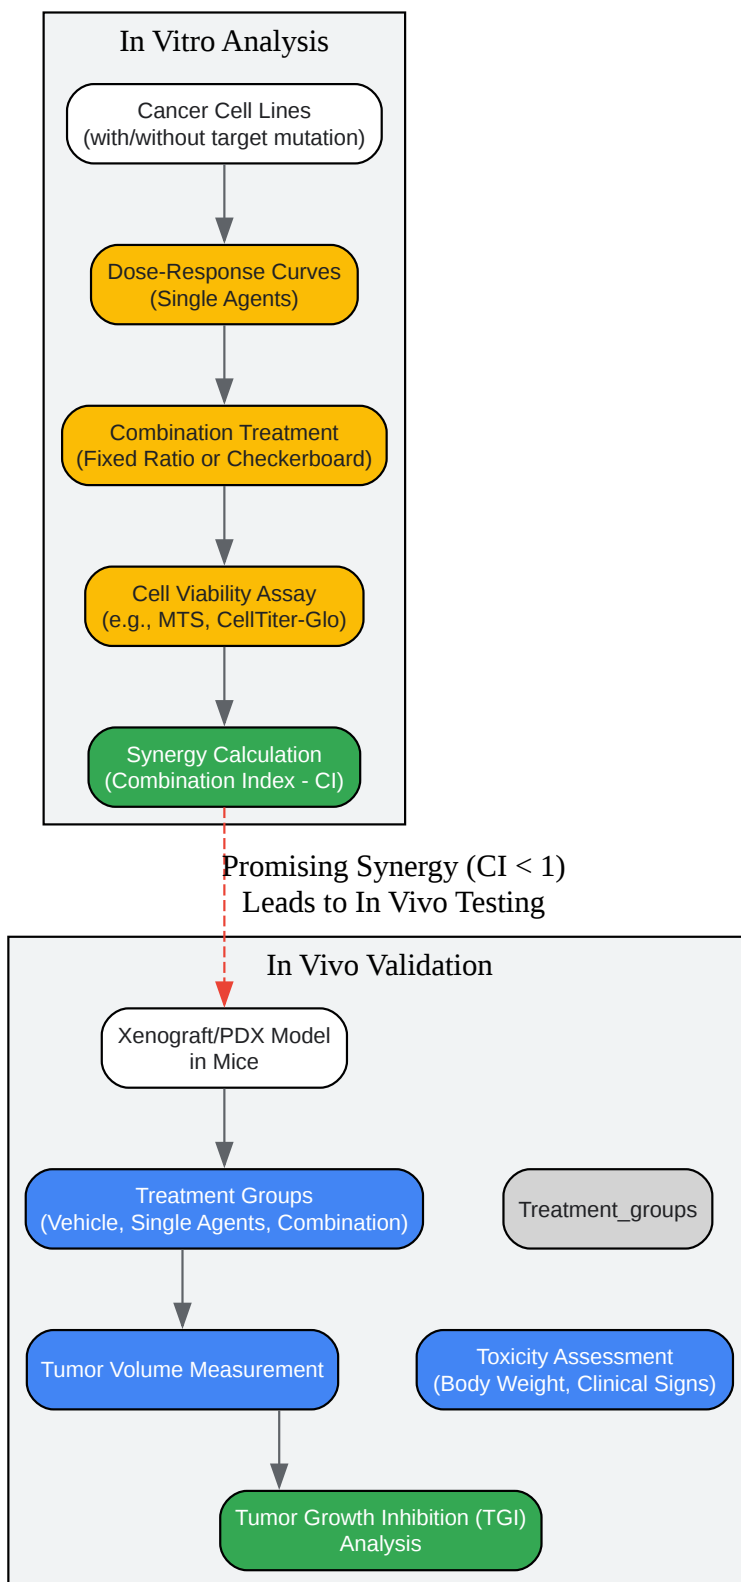 In Vitro Analysis
Cancer Cell Lines
(with/without target mutation)
Dose-Response Curves
(Single Agents)
Combination Treatment
(Fixed Ratio or Checkerboard)
Cell Viability Assay
(e.g., MTS, CellTiter-Glo)
Synergy Calculation
(Combination Index - CI)
Promising Synergy (CI < 1)
Leads to In Vivo Testing
In Vivo Validation
Xenograft/PDX Model
in Mice
Treatment Groups
(Vehicle, Single Agents, Combination)
Treatment_groups
Tumor Volume Measurement
Toxicity Assessment
(Body Weight, Clinical Signs)
Tumor Growth Inhibition (TGI)
Analysis